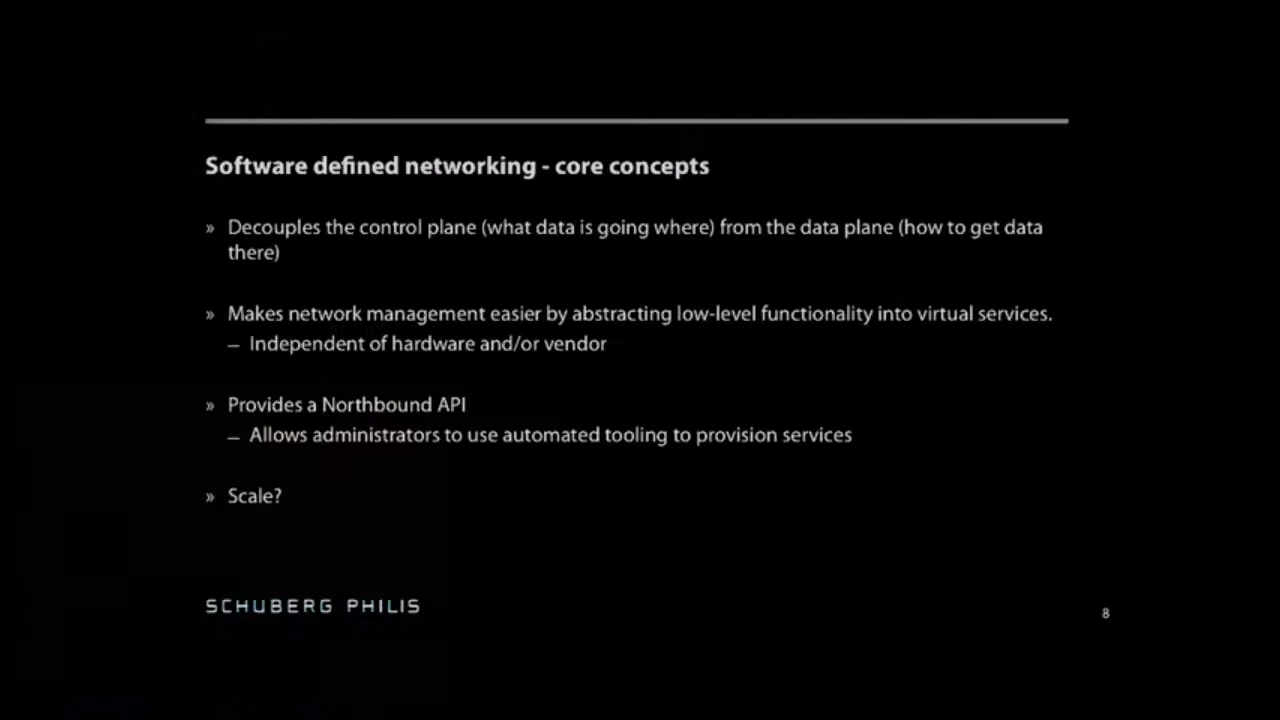 Software defined networking - core concepts
» Decouples the control plane (what data is going where) from the data plane (how to get data
there)
» Makes network management easier by abstracting low-level functionality into virtual services.
– Independent of hardware and/or vendor
» Provides a Northbound API
– Allows administrators to use automated tooling to provision services
» Scale?
SCHUBERG PHILIS
8